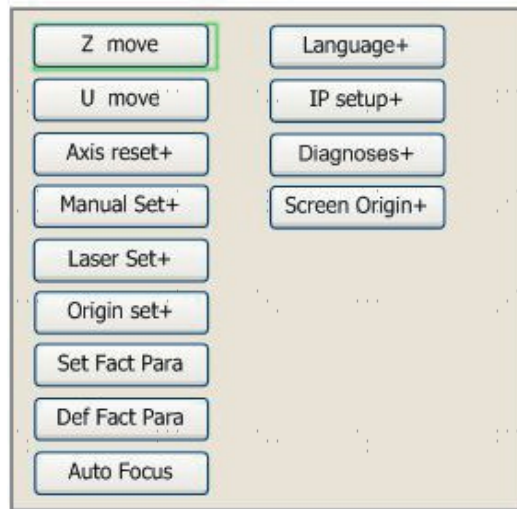 Z move
U move
Axis reset+
Manual Set+
Laser Set+
Origin set+
Set Fact Para
Def Fact Para
Auto Focus
Language+
IP setup+
Diagnoses+
Screen Origin+